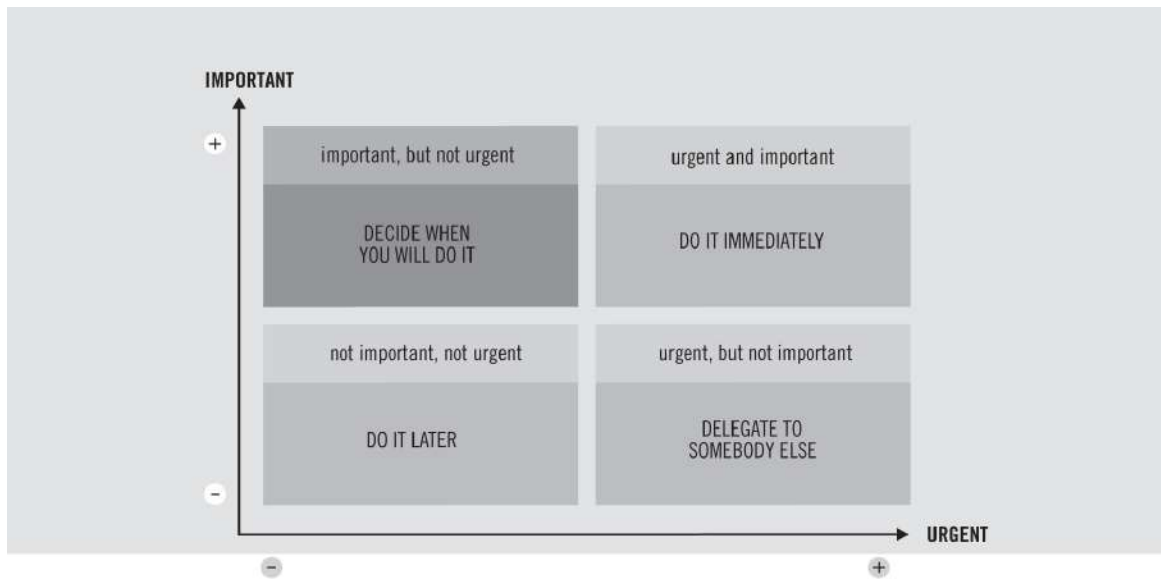 IMPORTANT
+
important, but not urgent
urgent and important
DECIDE WHEN
YOU WILL DO IT
DO IT IMMEDIATELY
not important, not urgent
urgent, but not important
DO IT LATER
DELEGATE TO
SOMEBODY ELSE
−
URGENT
− +